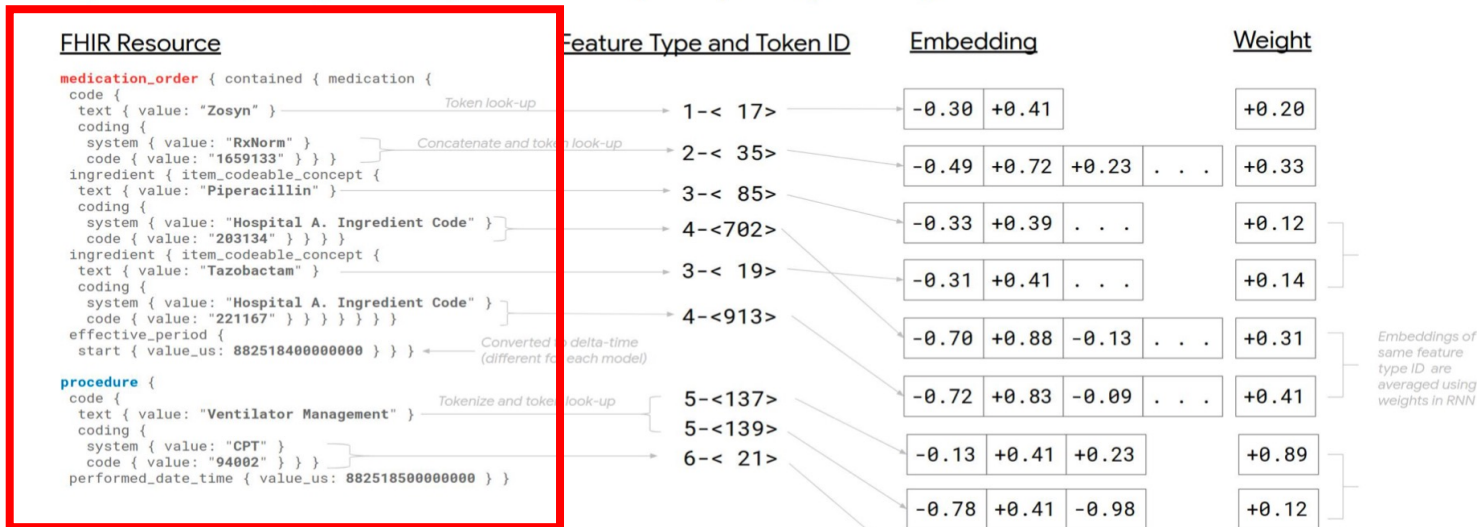 FHIR Resource
Feature Type and Token ID
Embedding
Weight
medication_order { contained { medication {
code {
text { value: "Zosyn" }
Token look-up
1-< 17>
-0.30 +0.41
+0.20
coding {
system { value: "RxNorm" }
Concatenate and token look-up
code { value: "1659133" } } }
2-< 35>
-0.49 +0.72 +0.23 . . .
+0.33
ingredient { item_codeable_concept {
text { value: "Piperacillin" }
3-< 85>
-0.33 +0.39 . . .
+0.12
coding {
system { value: "Hospital A. Ingredient Code" }
code { value: "203134" } } } }
4-<702>
ingredient { item_codeable_concept {
text { value: "Tazobactam" }
3-< 19>
-0.31 +0.41 . . .
+0.14
coding {
system { value: "Hospital A. Ingredient Code" }
code { value: "221167" } } } } } } }
4-<913>
effective_period {
start { value_us: 882518400000000 } } }
Converted to delta-time
(different for each model)
-0.70 +0.88 -0.13 . . .
+0.31
Embeddings of
same feature
type ID are
averaged using
weights in RNN
-0.72 +0.83 -0.09 . . .
+0.41
procedure {
code {
text { value: "Ventilator Management" }
Tokenize and token look-up
5-<137>
5-<139>
coding {
system { value: "CPT" }
code { value: "94002" } } }
6-< 21>
-0.13 +0.41 +0.23
+0.89
performed_date_time { value_us: 882518500000000 } }
-0.78 +0.41 -0.98
+0.12